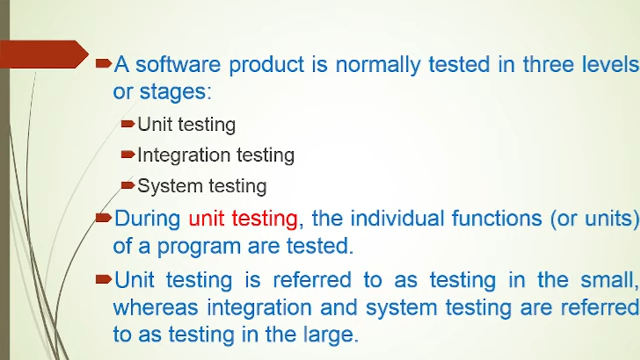 A software product is normally tested in three levels
or stages:
Unit testing
Integration testing
System testing
During unit testing, the individual functions (or units)
of a program are tested.
Unit testing is referred to as testing in the small,
whereas integration and system testing are referred
to as testing in the large.